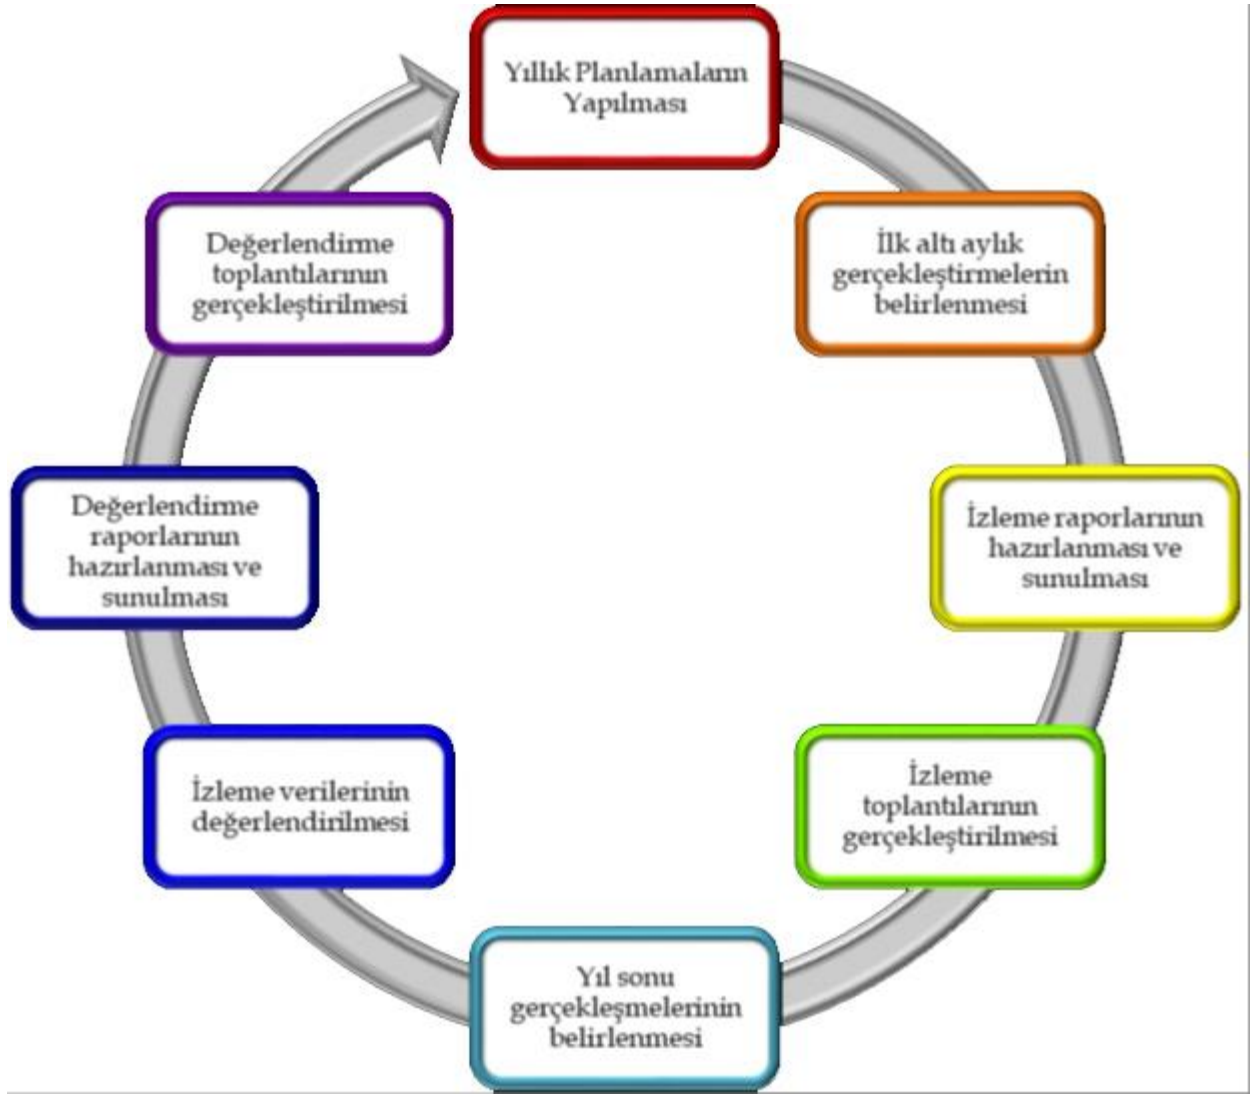 Yıllık Planlamaların
Yapılması
İlk altı aylık
gerçekleştirmelerin
belirlenmesi
İzleme raporlarının
hazırlanması ve
sunulması
İzleme
toplantılarının
gerçekleştirilmesi
Yıl sonu
gerçekleşmelerinin
belirlenmesi
İzleme verilerinin
değerlendirilmesi
Değerlendirme
raporlarının
hazırlanması ve
sunulması
Değerlendirme
toplantılarının
gerçekleştirilmesi